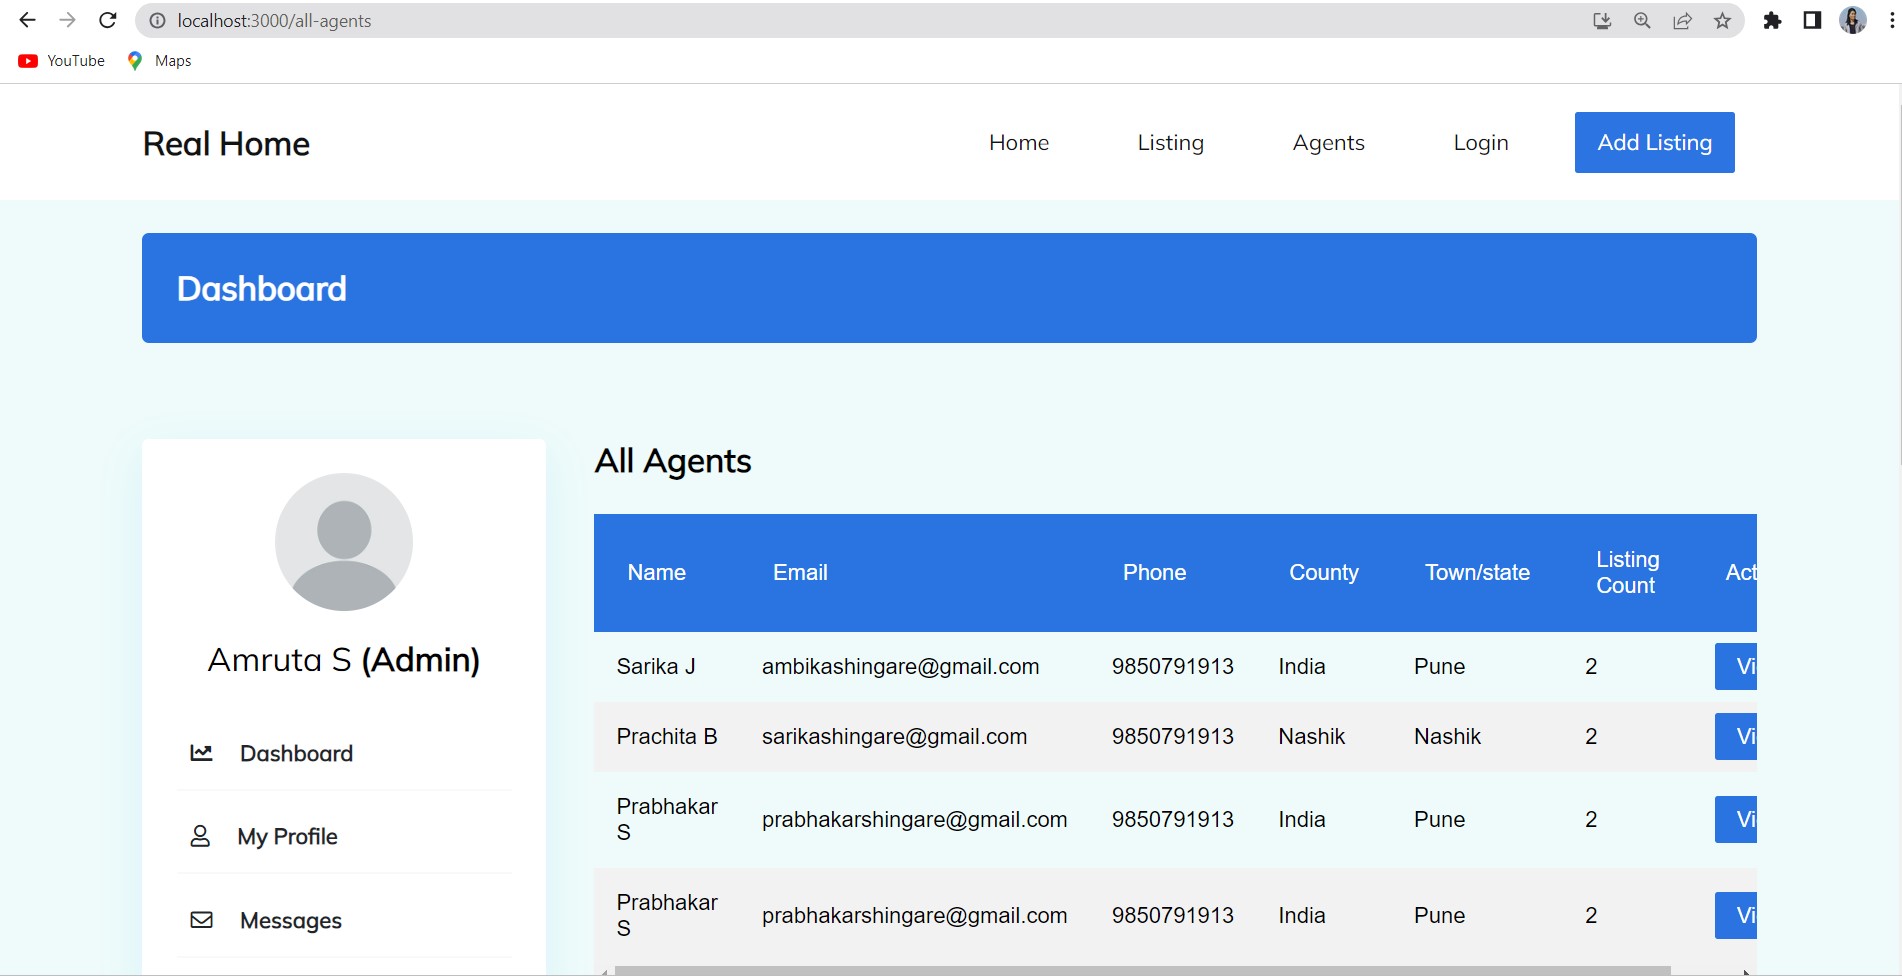 localhost:3000/all-agents
YouTube Maps
Real Home Home Listing Agents Login Add Listing
Dashboard
All Agents
Amruta S (Admin)
Dashboard
My Profile
Messages
Name Email Phone County Town/state Listing Count Act
Sarika J ambikashingare@gmail.com 9850791913 India Pune 2 Vi
Prachita B sarikashingare@gmail.com 9850791913 Nashik Nashik 2 Vi
Prabhakar S prabhakarshingare@gmail.com 9850791913 India Pune 2 Vi
Prabhakar S prabhakarshingare@gmail.com 9850791913 India Pune 2 Vi